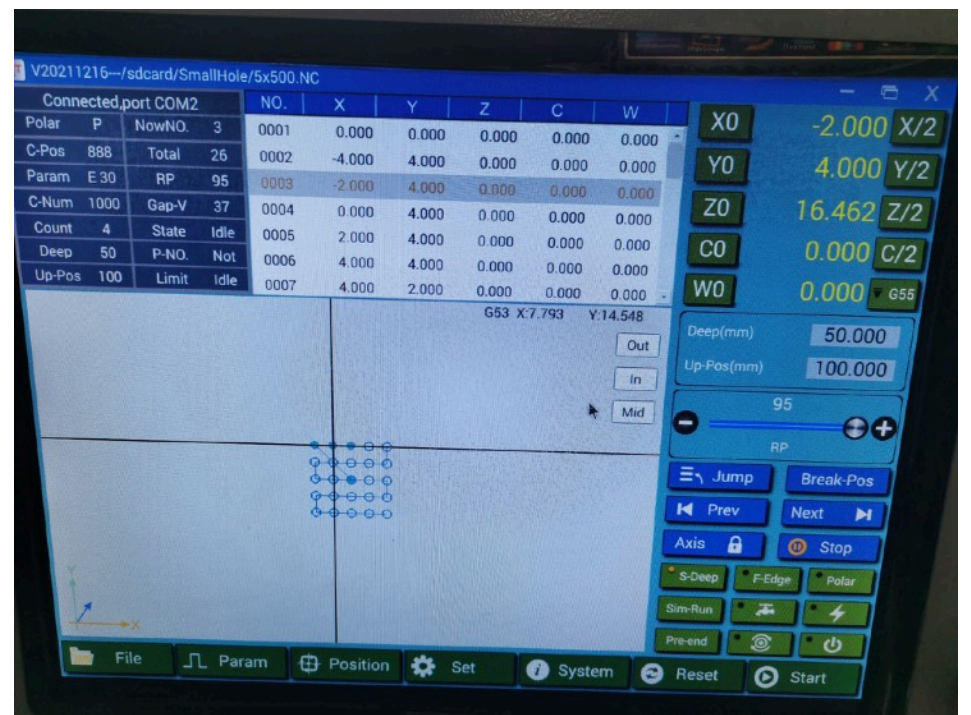 V20211216---/sdcard/SmallHole/5x500.NC
Connected,port COM2
Polar P NowNO. 3
C-Pos 888 Total 26
Param E 30 RP 95
C-Num 1000 Gap-V 37
Count 4 State Idle
Deep 50 P-NO. Not
Up-Pos 100 Limit Idle
NO. X Y Z C W
0001 0.000 0.000 0.000 0.000 0.000
0002 -4.000 4.000 0.000 0.000 0.000
0003 -2.000 4.000 0.000 0.000 0.000
0004 0.000 4.000 0.000 0.000 0.000
0005 2.000 4.000 0.000 0.000 0.000
0006 4.000 4.000 0.000 0.000 0.000
0007 4.000 2.000 0.000 0.000 0.000
X0 -2.000 X/2
Y0 4.000 Y/2
Z0 16.462 Z/2
C0 0.000 C/2
W0 0.000 G55
G53 X:7.793 Y:14.548
Out
In
Mid
Deep(mm) 50.000
Up-Pos(mm) 100.000
95
RP
Jump Break-Pos
Prev Next
Axis Stop
S-Deep F-Edge Polar
Sim-Run
Pre-end
Y
X
File Param Position Set System Reset Start